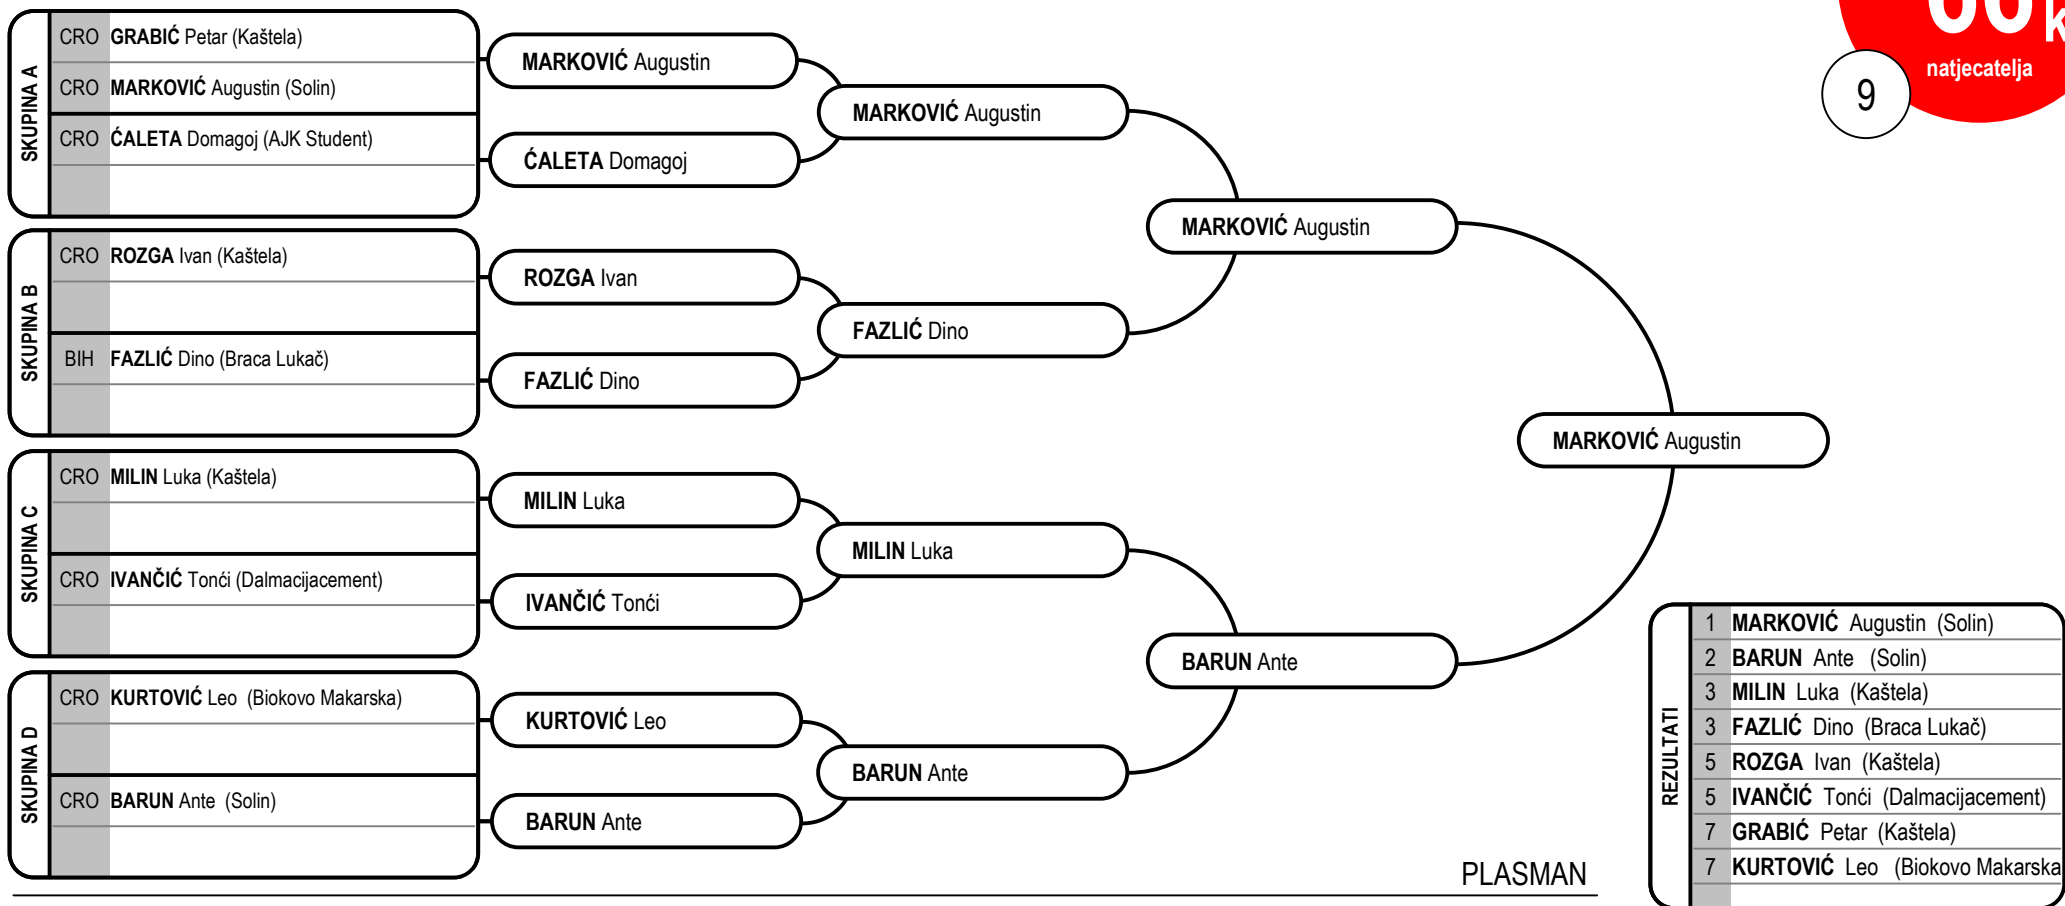 SKUPINA A
CRO GRABIĆ Petar (Kaštela)
CRO MARKOVIĆ Augustin (Solin)
CRO ĆALETA Domagoj (AJK Student)
SKUPINA B
CRO ROZGA Ivan (Kaštela)
BIH FAZLIĆ Dino (Braca Lukač)
SKUPINA C
CRO MILIN Luka (Kaštela)
CRO IVANČIĆ Tonći (Dalmacijacement)
SKUPINA D
CRO KURTOVIĆ Leo (Biokovo Makarska)
CRO BARUN Ante (Solin)
MARKOVIĆ Augustin
ĆALETA Domagoj
ROZGA Ivan
FAZLIĆ Dino
MILIN Luka
IVANČIĆ Tonći
KURTOVIĆ Leo
BARUN Ante
MARKOVIĆ Augustin
FAZLIĆ Dino
MILIN Luka
BARUN Ante
MARKOVIĆ Augustin
BARUN Ante
MARKOVIĆ Augustin
9
natjecatelja
PLASMAN
REZULTATI
1 MARKOVIĆ Augustin (Solin)
2 BARUN Ante (Solin)
3 MILIN Luka (Kaštela)
3 FAZLIĆ Dino (Braca Lukač)
5 ROZGA Ivan (Kaštela)
5 IVANČIĆ Tonći (Dalmacijacement)
7 GRABIĆ Petar (Kaštela)
7 KURTOVIĆ Leo (Biokovo Makarska